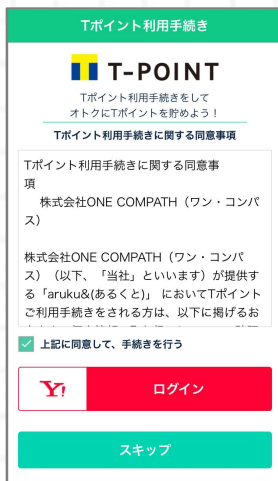 Tポイント利用手続き
T-POINT
Tポイント利用手続きをして
オトクにTポイントを貯めよう！
Tポイント利用手続きに関する同意事項
Tポイント利用手続きに関する同意事
項
株式会社ONE COMPATH（ワン・コンパ
ス）
株式会社ONE COMPATH（ワン・コンパ
ス）（以下、「当社」といいます）が提供す
る「aruku&(あるくと)」 においてTポイント
ご利用手続きをされる方は、以下に掲げるお
上記に同意して、手続きを行う
Y!
ログイン
スキップ